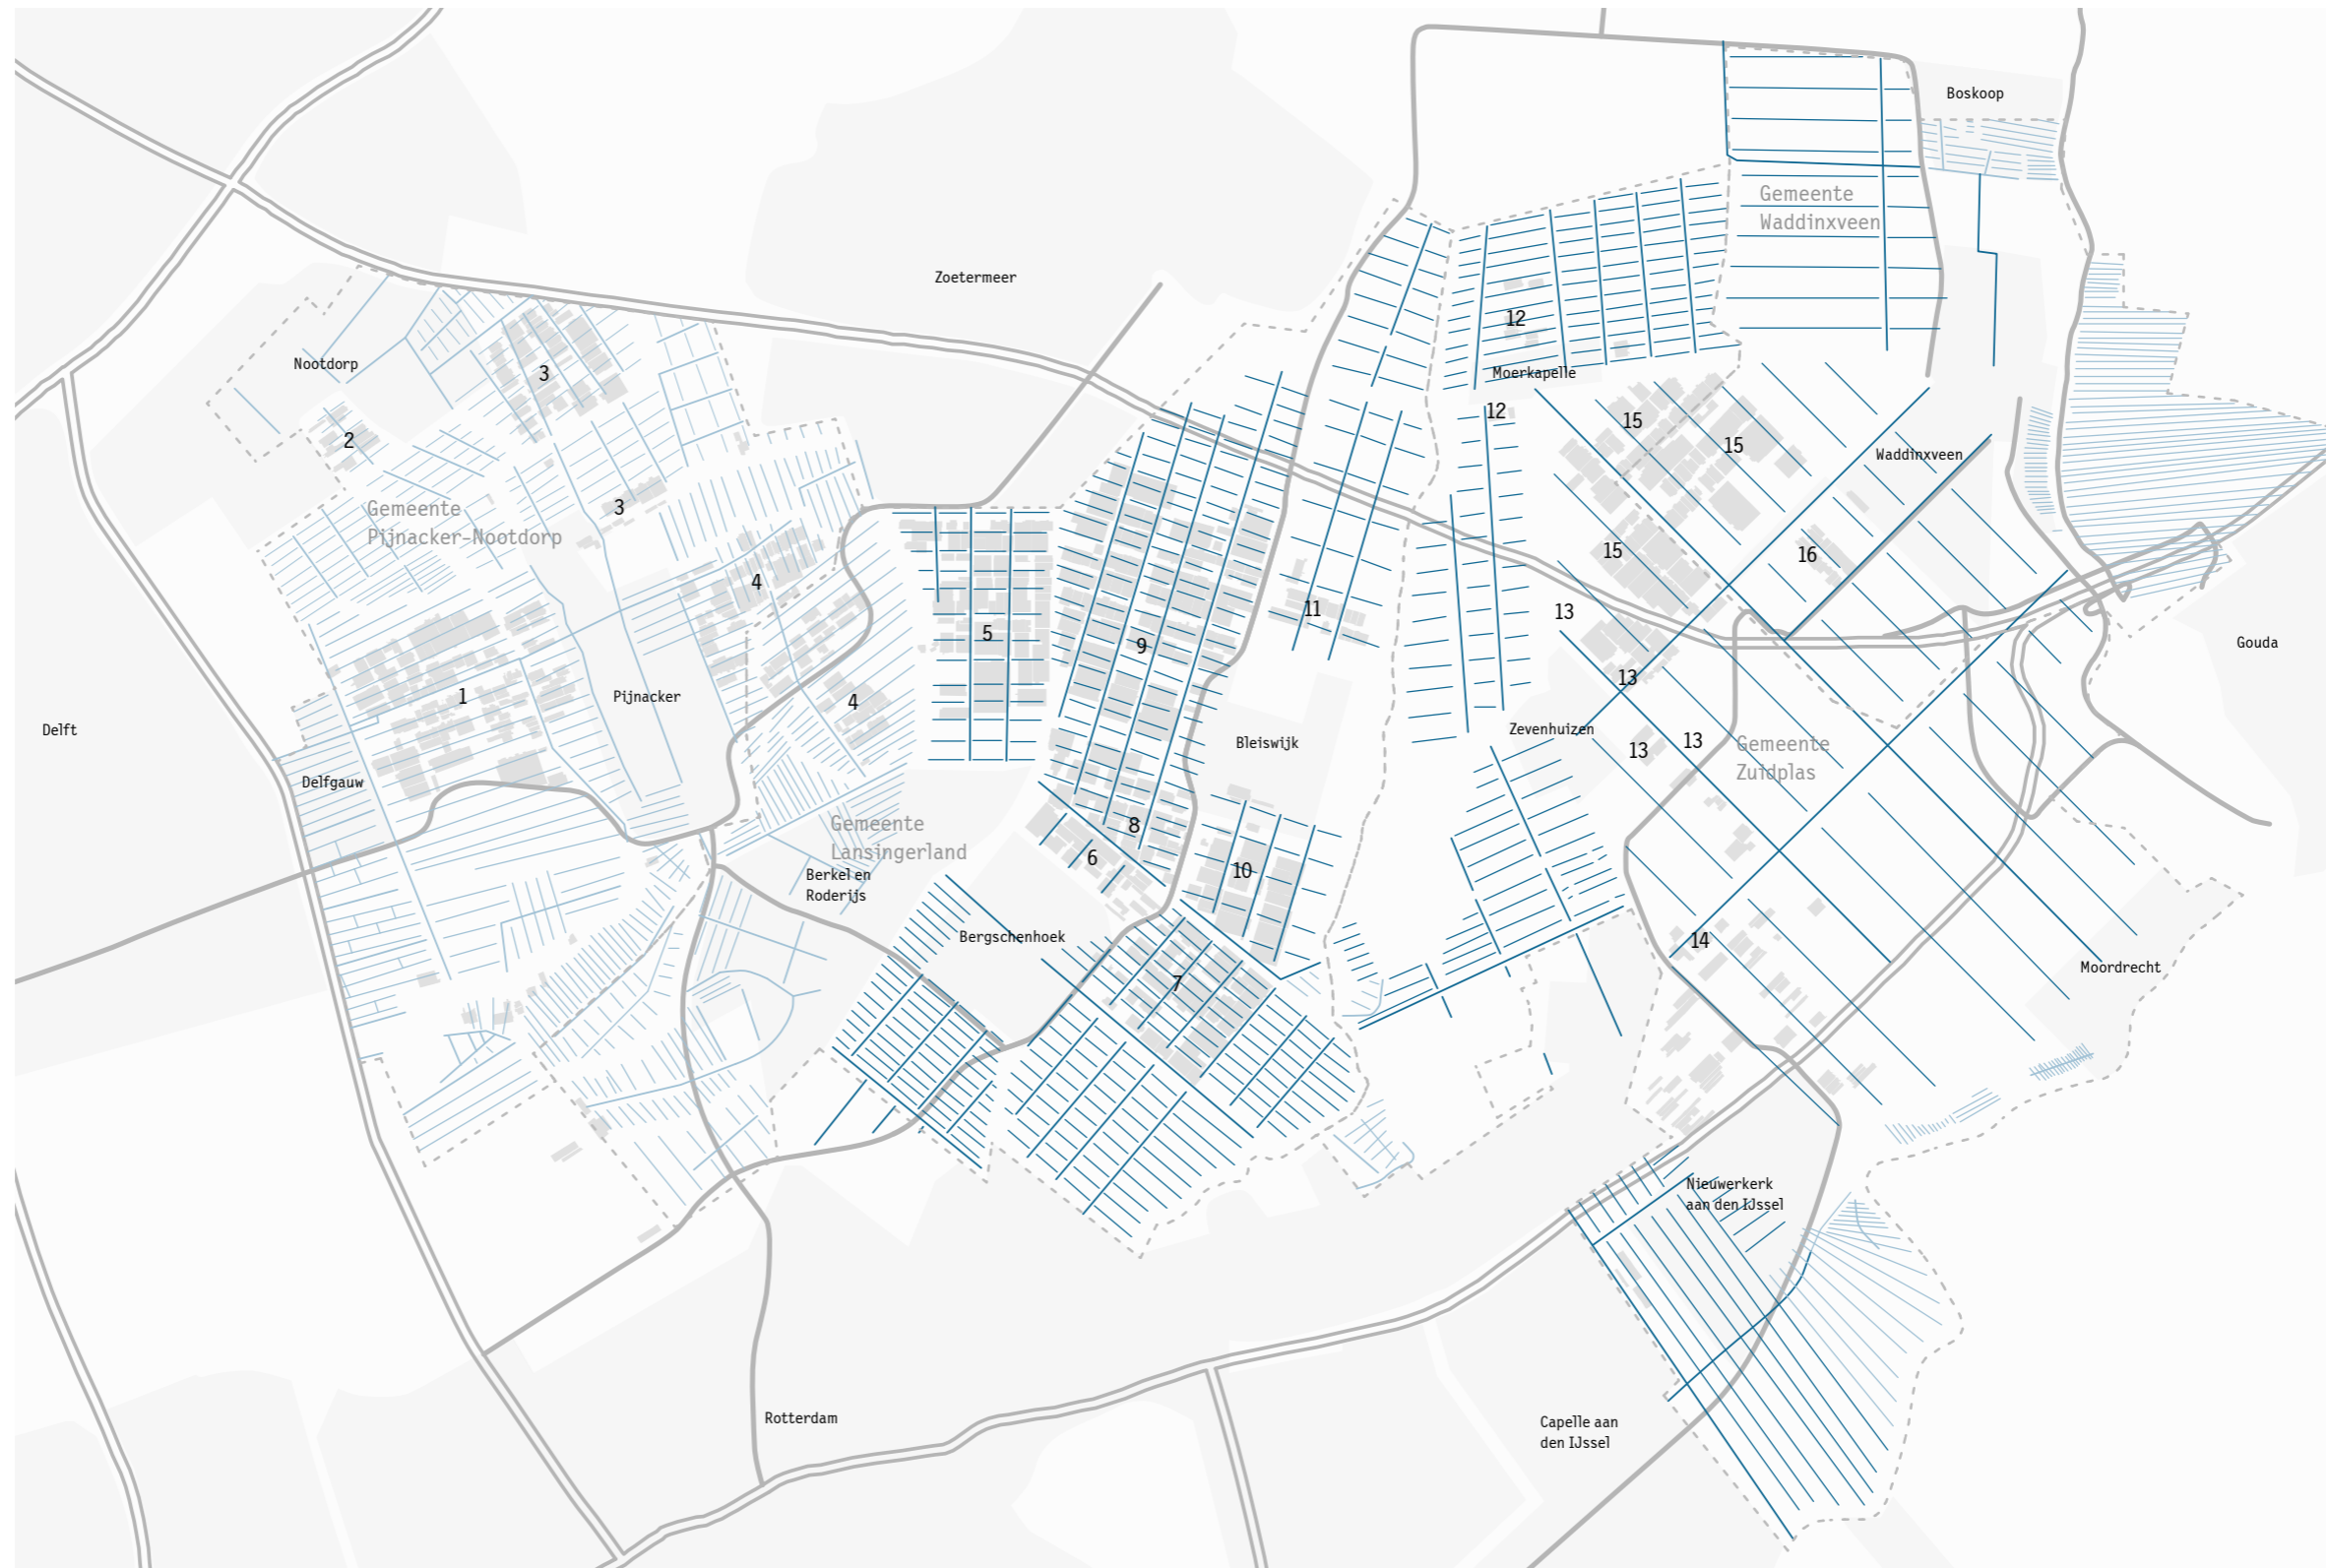 Boskoop
Gemeente
Waddinxveen
Zoetermeer
12
Nootdorp
3
Moerkapelle
12
15
2
15
Waddinxveen
3
Gemeente
Pijnacker-Nootdorp
15
16
4
11
13
5
9
Gouda
13
1
Pijnacker
4
Delft
Zevenhuizen
Bleiswijk
13
13
Gemeente
Zuidplas
Delfgauw
Gemeente
Lansingerland
8
6
10
Berkel en
Roderijs
Bergschenhoek
14
Moordrecht
7
Nieuwerkerk
aan den IJssel
Rotterdam
Capelle aan
den IJssel